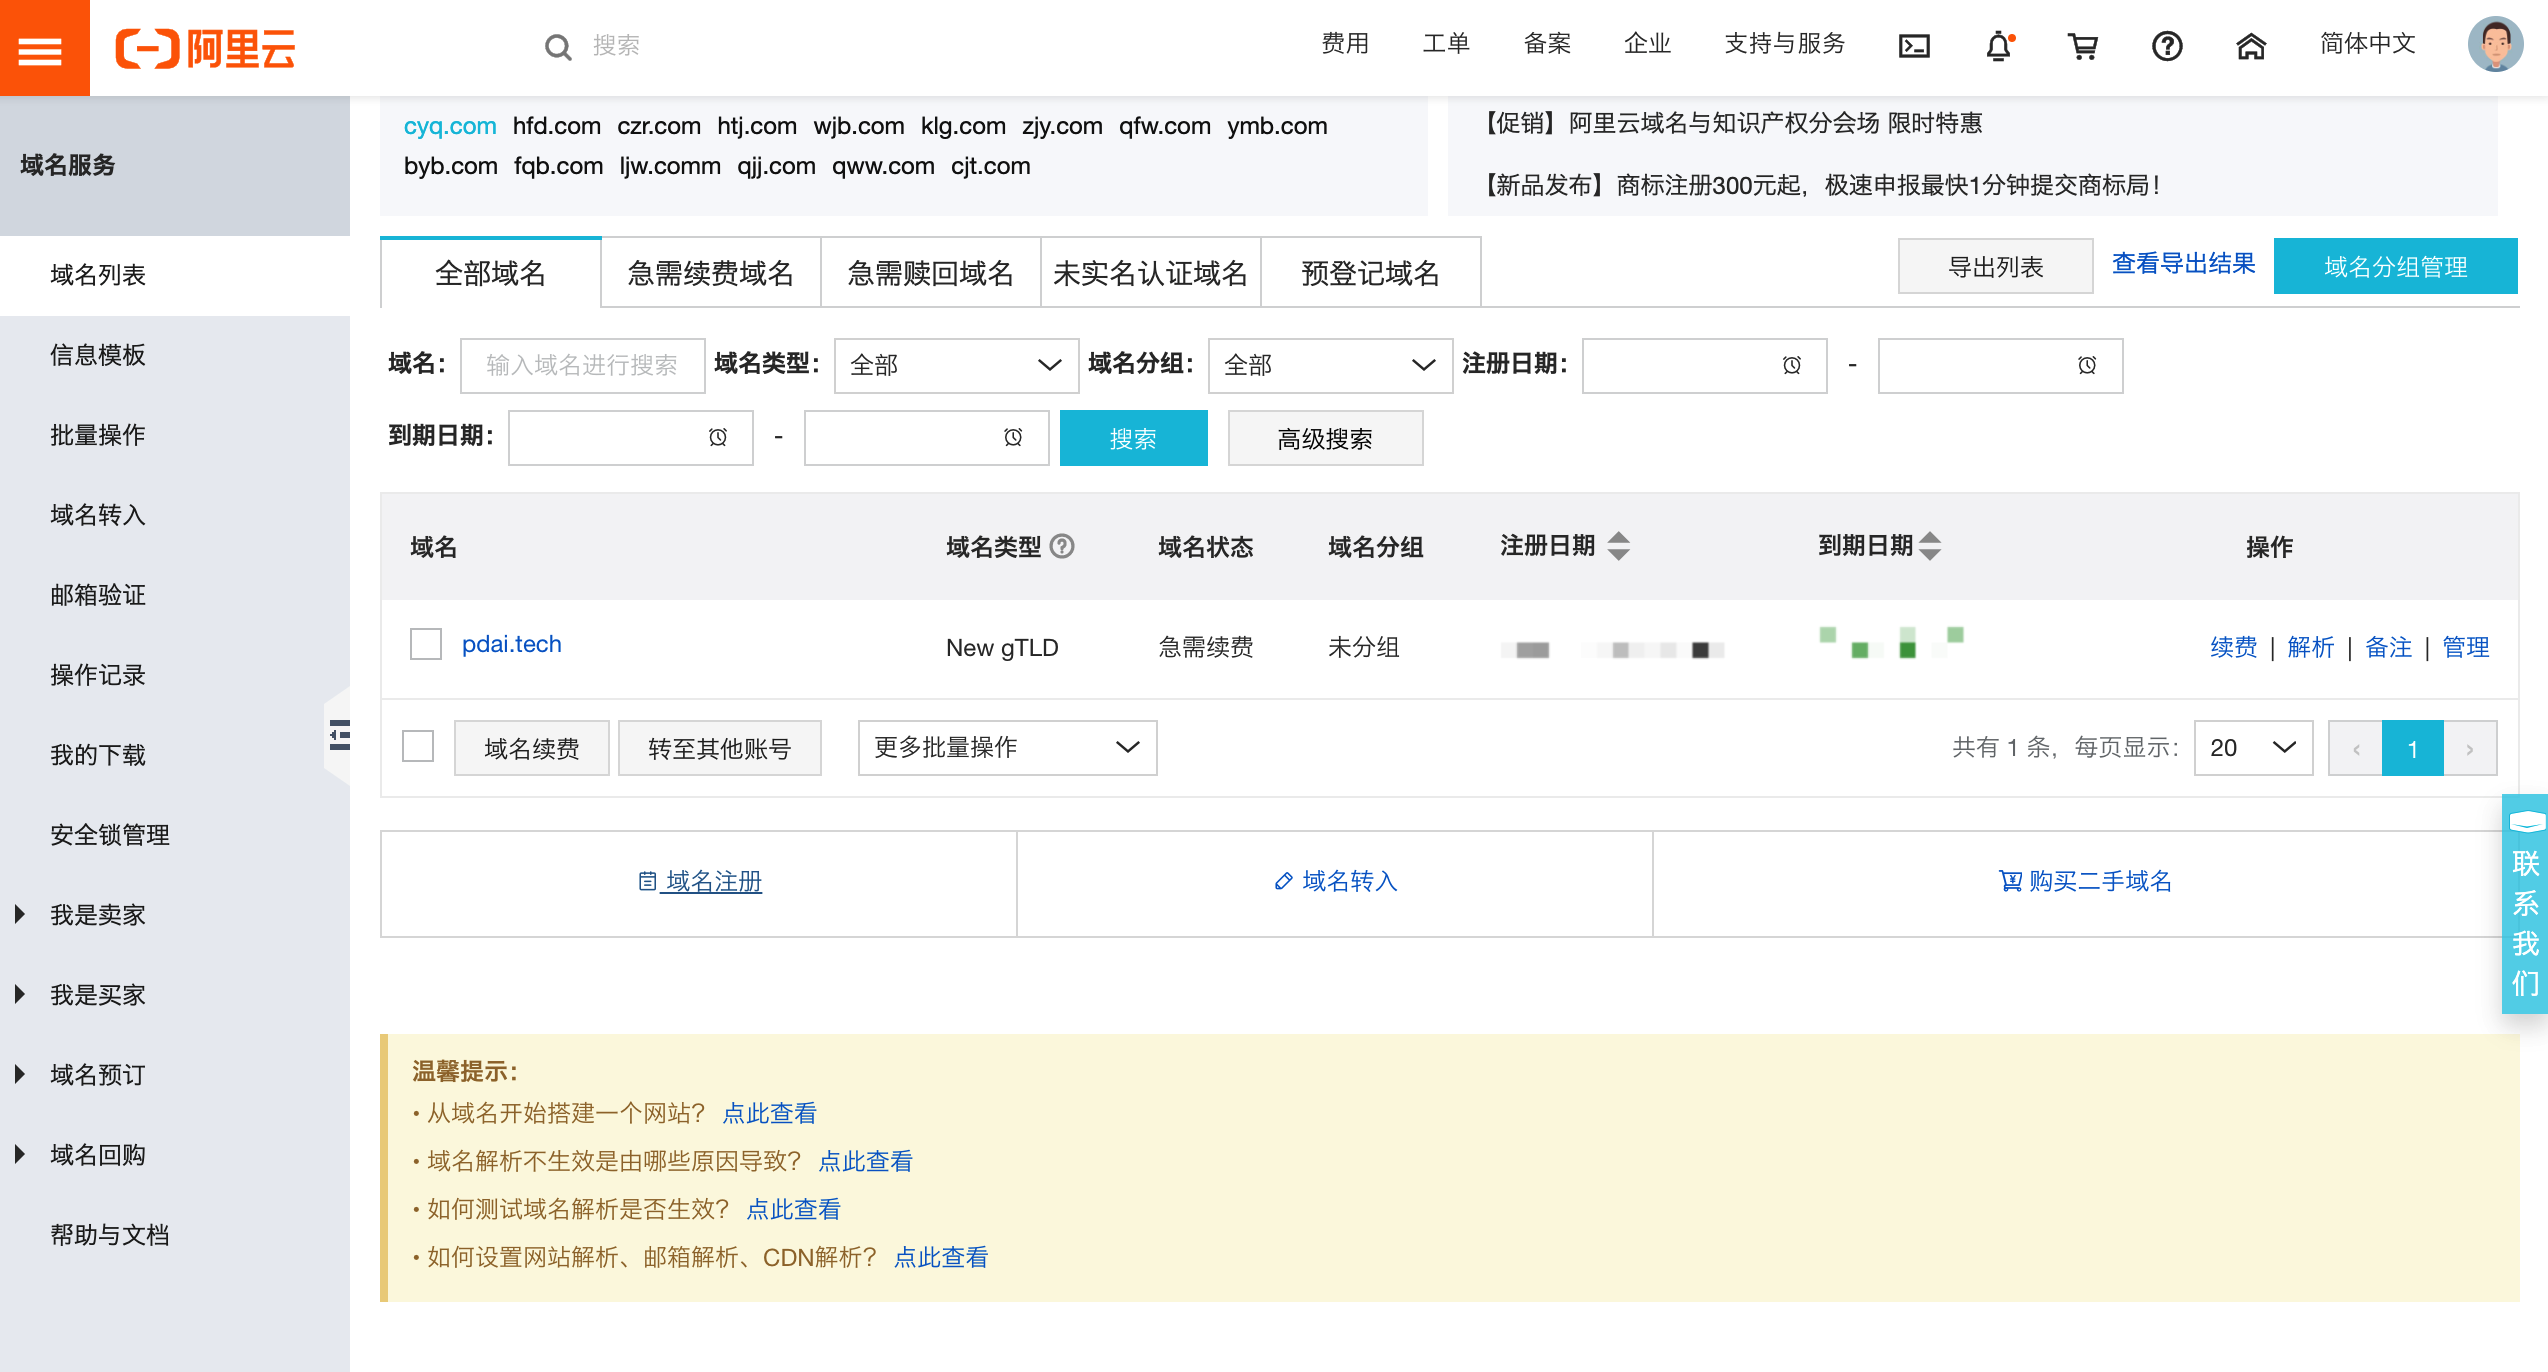 阿里云
搜索
费用 工单 备案 企业 支持与服务 简体中文
域名服务
域名列表
信息模板
批量操作
域名转入
邮箱验证
操作记录
我的下载
安全锁管理
我是卖家
我是买家
域名预订
域名回购
帮助与文档
cyq.com hfd.com czr.com htj.com wjb.com klg.com zjy.com qfw.com ymb.com
byb.com fqb.com ljw.comm qjj.com qww.com cjt.com
【促销】阿里云域名与知识产权分会场 限时特惠
【新品发布】商标注册300元起，极速申报最快1分钟提交商标局！
全部域名 急需续费域名 急需赎回域名 未实名认证域名 预登记域名 导出列表 查看导出结果 域名分组管理
域名： 输入域名进行搜索 域名类型： 全部 域名分组： 全部 注册日期： -
到期日期： - 搜索 高级搜索
域名 域名类型 域名状态 域名分组 注册日期 到期日期 操作
pdai.tech New gTLD 急需续费 未分组 续费 | 解析 | 备注 | 管理
域名续费 转至其他账号 更多批量操作 共有 1 条，每页显示： 20 ‹ 1 ›
域名注册 域名转入 购买二手域名
联系我们
温馨提示：
• 从域名开始搭建一个网站？ 点此查看
• 域名解析不生效是由哪些原因导致？ 点此查看
• 如何测试域名解析是否生效？ 点此查看
• 如何设置网站解析、邮箱解析、CDN解析？ 点此查看